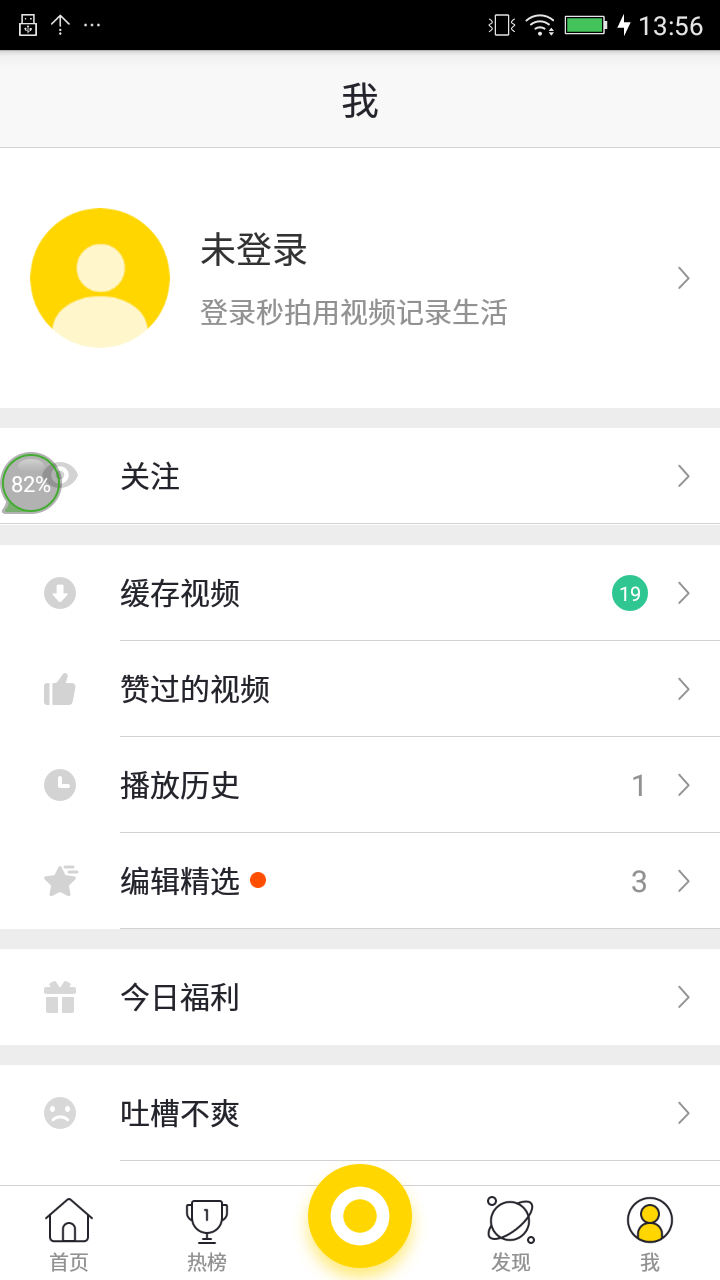 13:56
我
未登录
登录秒拍用视频记录生活
82%
关注
缓存视频 19
赞过的视频
播放历史 1
编辑精选 3
今日福利
吐槽不爽
1
首页 热榜 发现 我